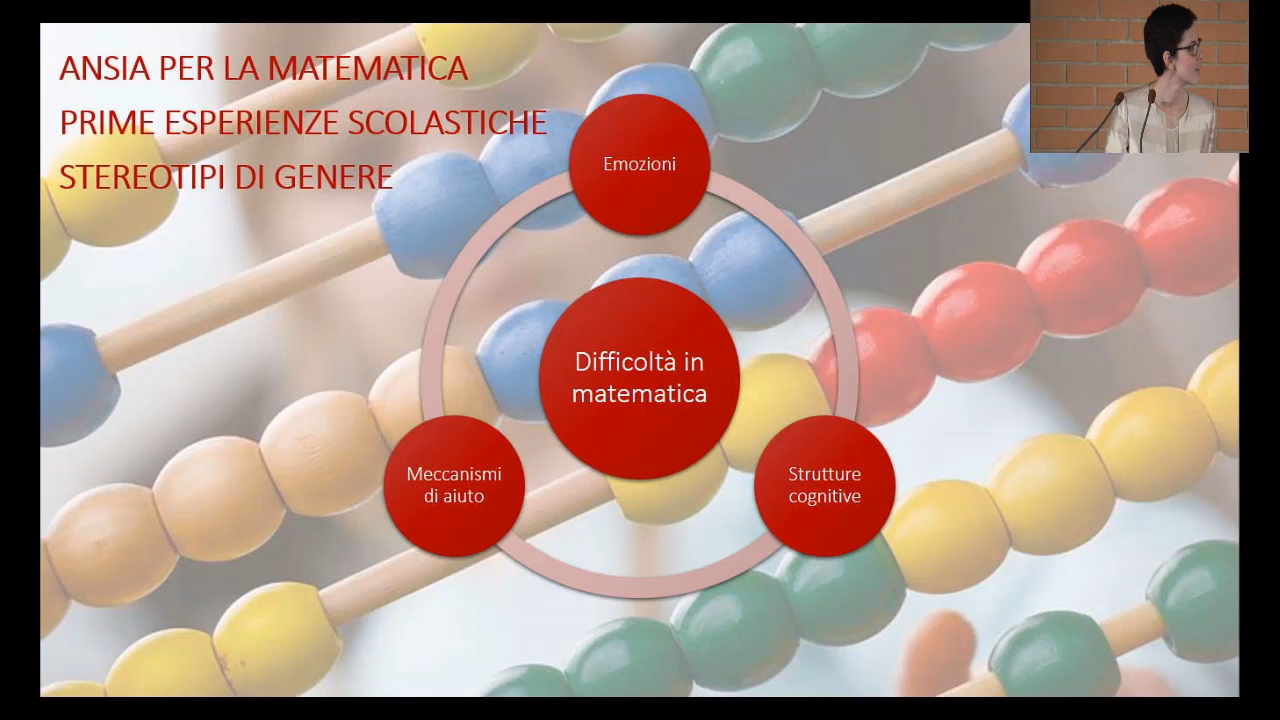 ANSIA PER LA MATEMATICA
PRIME ESPERIENZE SCOLASTICHE
STEREOTIPI DI GENERE
Emozioni
Difficoltà in
matematica
Meccanismi
di aiuto
Strutture
cognitive